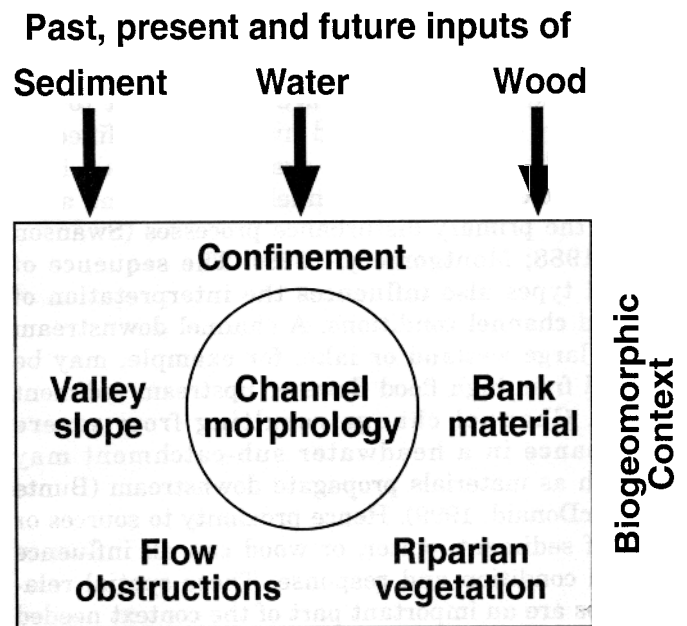 Past, present and future inputs of
Sediment Water Wood
Confinement
Valley slope
Channel morphology
Bank material
Flow obstructions
Riparian vegetation
Biogeomorphic
Context